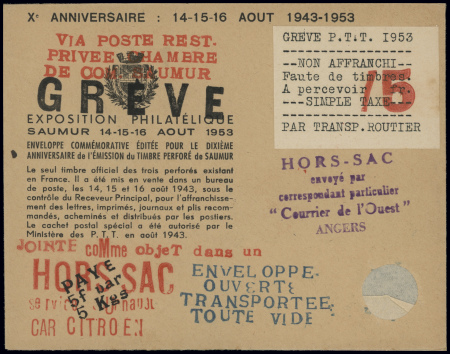 Xe ANNIVERSAIRE : 14-15-16 AOUT 1943-1953
VIA POSTE REST.
PRIVEE CHAMBRE
DE COM SAUMUR
GRÈVE
EXPOSITION PHILATÉLIQUE
SAUMUR 14-15-16 AOUT 1953
ENVELOPPE COMMÉMORATIVE ÉDITÉE POUR LE DIXIÈME
ANNIVERSAIRE de l'ÉMISSION du TIMBRE PERFORÉ de SAUMUR
Le seul timbre officiel des trois perforés existant
en France. Il a été mis en vente dans un bureau
de poste, les 14, 15 et 16 août 1943, sous le
contrôle du Receveur Principal, pour l'affranchisse-
ment des lettres, imprimés, journaux et plis recom-
mandés, acheminés et distribués par les postiers.
Le cachet postal spécial a été autorisé par le
Ministère des P.T.T. en août 1943.
GREVE P.T.T. 1953
---NON AFFRANCHI---
Faute de timbres.
A percevoir fr.
15
---SIMPLE TAXE---
PAR TRANSP.ROUTIER
HORS-SAC
envoyé par
correspondant particulier
"Courrier de l'Ouest"
ANGERS
JOINTE coMme objeT dans un
HORS SAC
CAR CITROEN
PAYE
5f par
5 Kgs
ENVELOPPE
OUVERTE
TRANSPORTEE
TOUTE VIDE